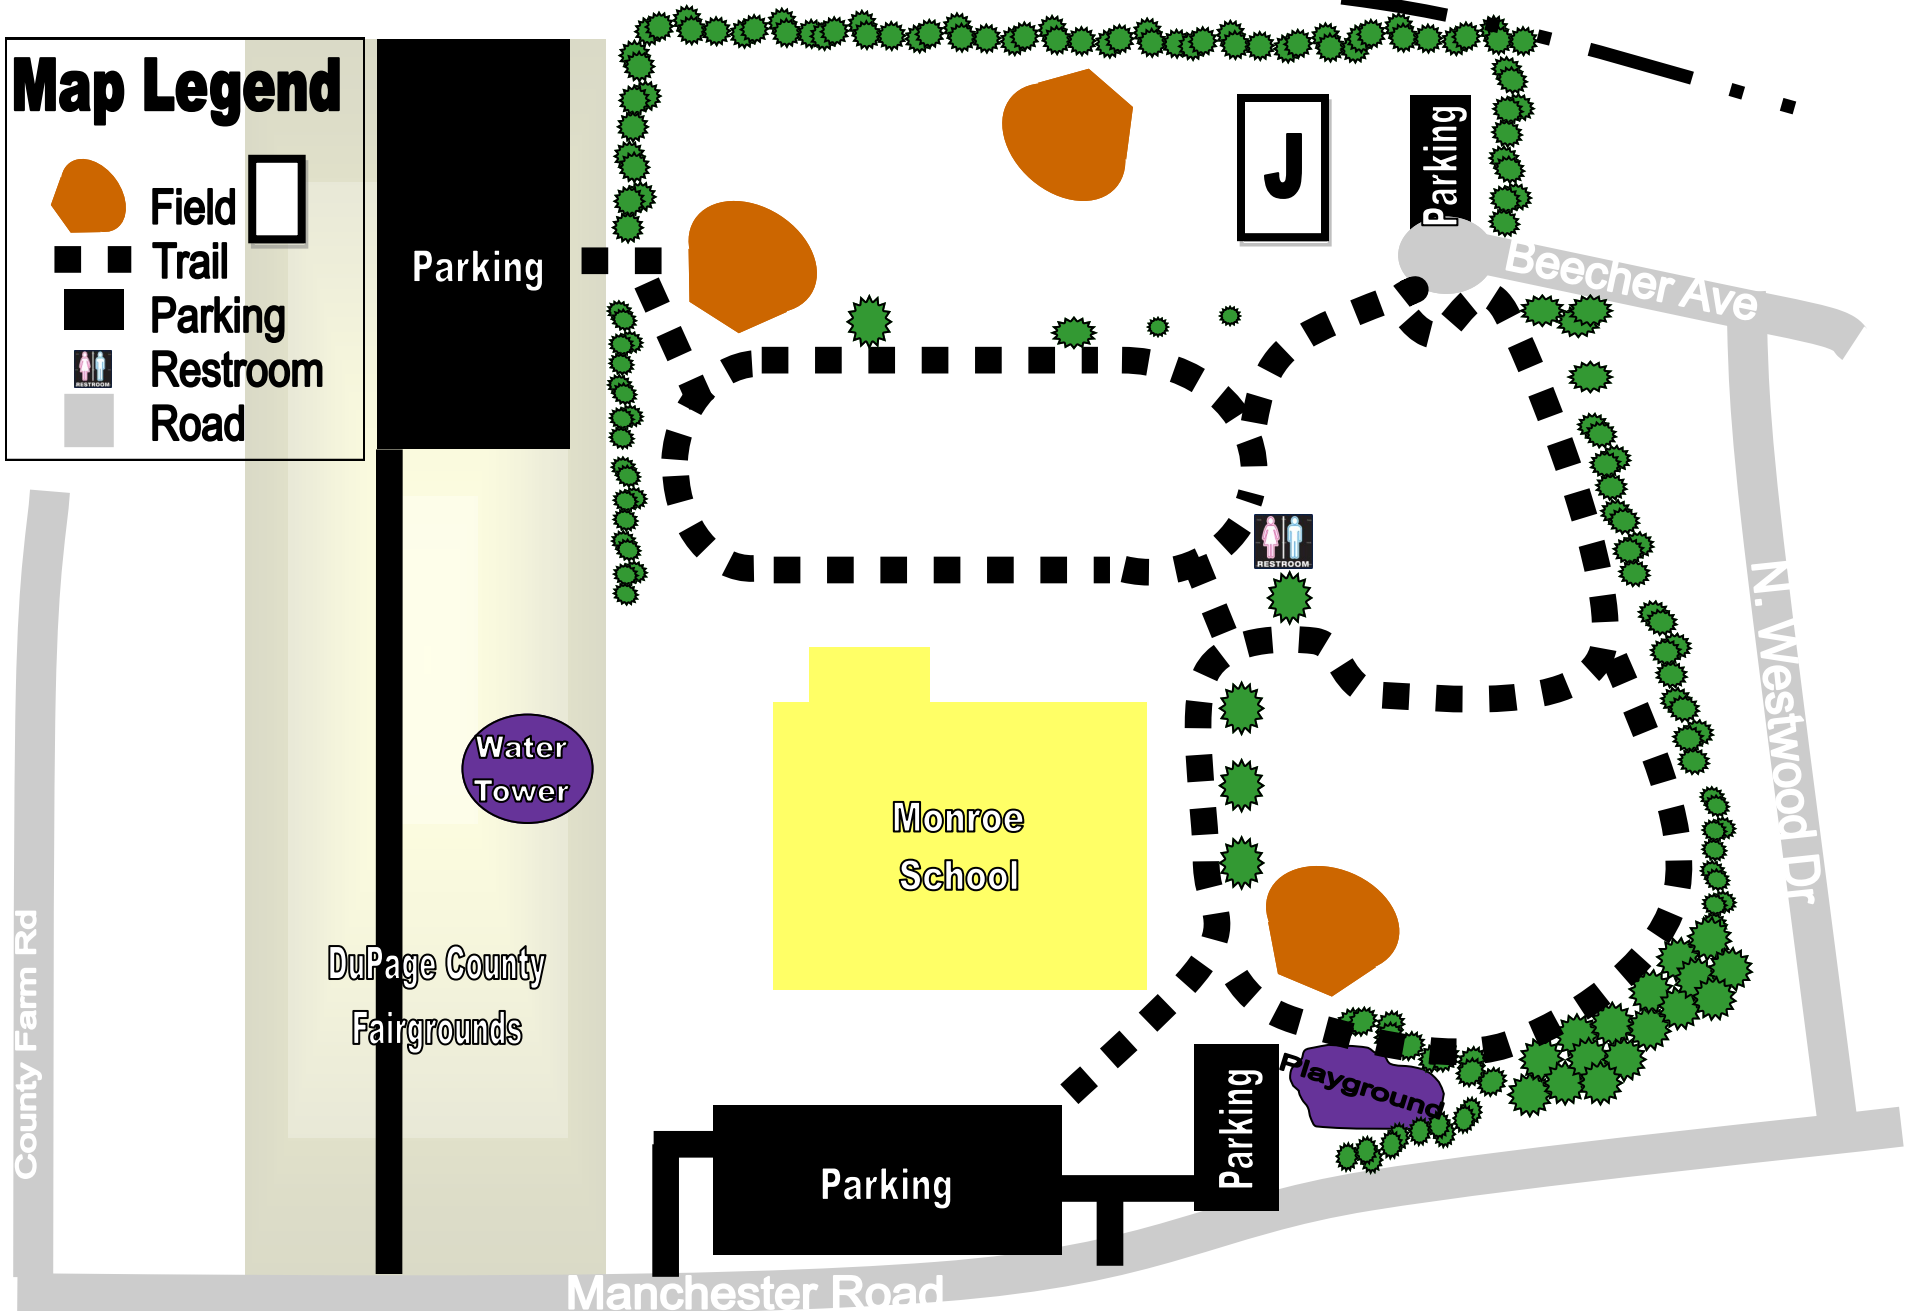 Map Legend
Field
Trail
Parking
RESTROOM
Restroom
Road
Parking
J
Parking
Beecher Ave
RESTROOM
N. Westwood Dr
Water
Tower
Monroe
School
DuPage County
Fairgrounds
County Farm Rd
Playground
Parking
Parking
Manchester Road